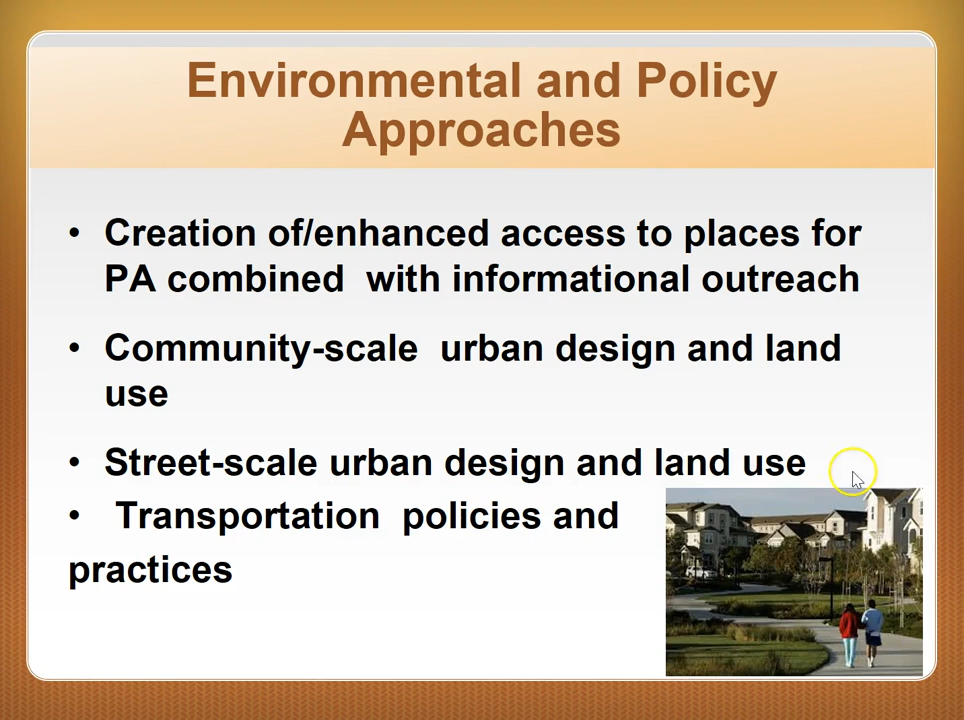 Environmental and Policy
Approaches
• Creation of/enhanced access to places for
PA combined  with informational outreach
• Community-scale  urban design and land
use
• Street-scale urban design and land use
•  Transportation  policies and
practices